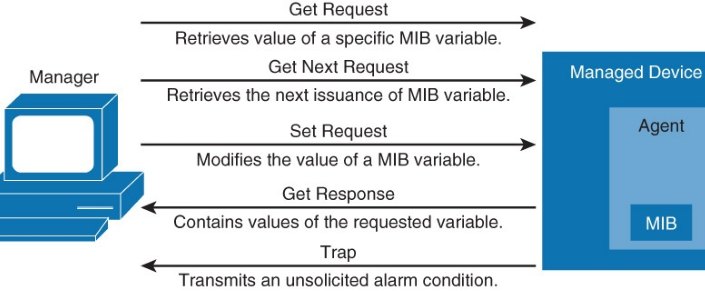 Get Request
Retrieves value of a specific MIB variable.
Manager
Get Next Request
Managed Device
Retrieves the next issuance of MIB variable.
Agent
Set Request
Modifies the value of a MIB variable.
Get Response
Contains values of the requested variable.
MIB
Trap
Transmits an unsolicited alarm condition.